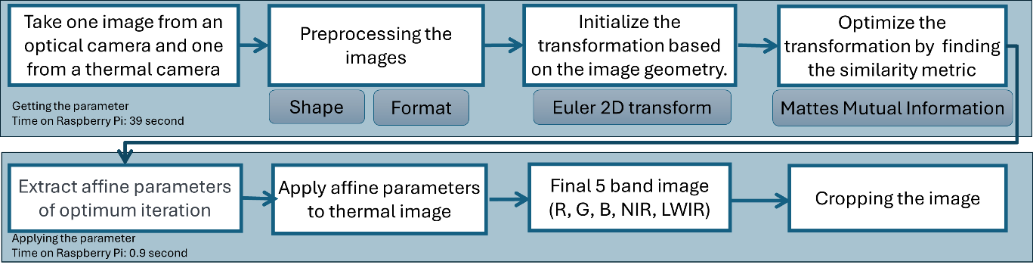 Take one image from an
optical camera and one
from a thermal camera
Preprocessing the
images
Initialize the
transformation based
on the image geometry.
Optimize the
transformation by finding
the similarity metric
Shape
Format
Euler 2D transform
Mattes Mutual Information
Getting the parameter
Time on Raspberry Pi: 39 second
Extract affine parameters
of optimum iteration
Apply affine parameters
to thermal image
Final 5 band image
(R, G, B, NIR, LWIR)
Cropping the image
Applying the parameter
Time on Raspberry Pi: 0.9 second